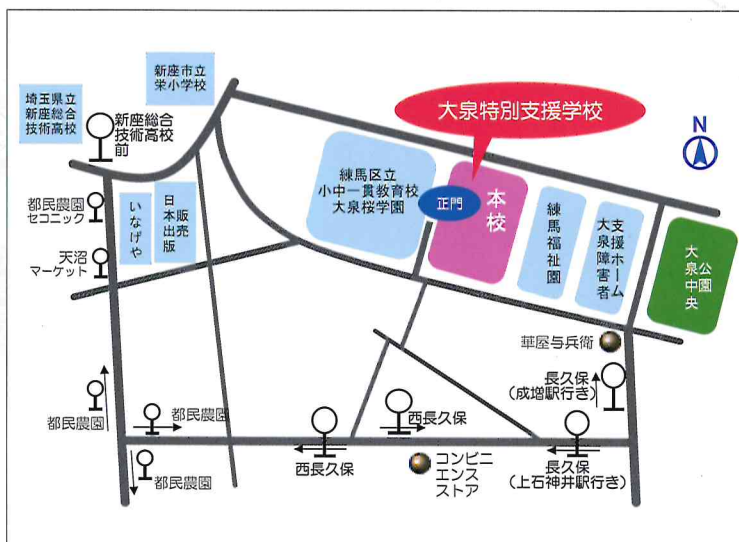 新座市立
栄小学校
埼玉県立
新座総合
技術高校
新座総合
技術高校
前
大泉特別支援学校
N
練馬区立
小中一貫教育校
大泉桜学園
正門
本校
練馬福祉園
大泉障害者
支援ホーム
大泉中央
公園
都民農園
セコニック
いなげや
日本出版
販売
天沼
マーケット
華屋与兵衛
長久保
(成増駅行き)
都民農園
都民農園
西長久保
西長久保
長久保
(上石神井駅行き)
都民農園
コンビニ
エンス
ストア